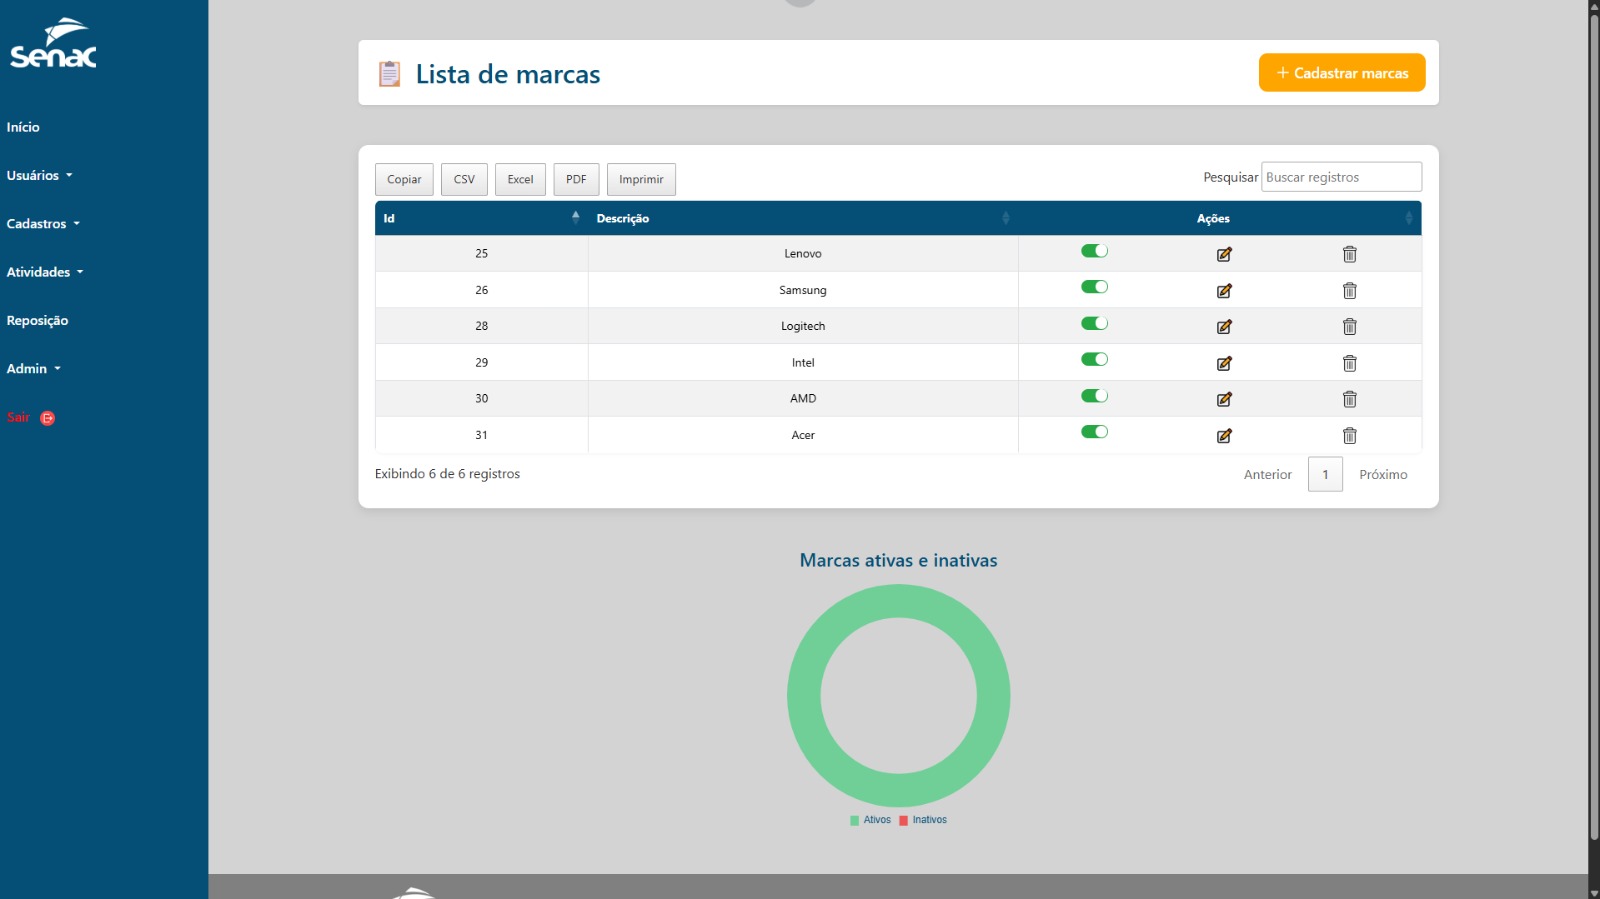 Senac
Início
Usuários
Cadastros
Atividades
Reposição
Admin
Sair
Lista de marcas
+ Cadastrar marcas
Copiar CSV Excel PDF Imprimir
Pesquisar Buscar registros
Id Descrição Ações
25 Lenovo
26 Samsung
28 Logitech
29 Intel
30 AMD
31 Acer
Exibindo 6 de 6 registros
Anterior 1 Próximo
Marcas ativas e inativas
Ativos Inativos